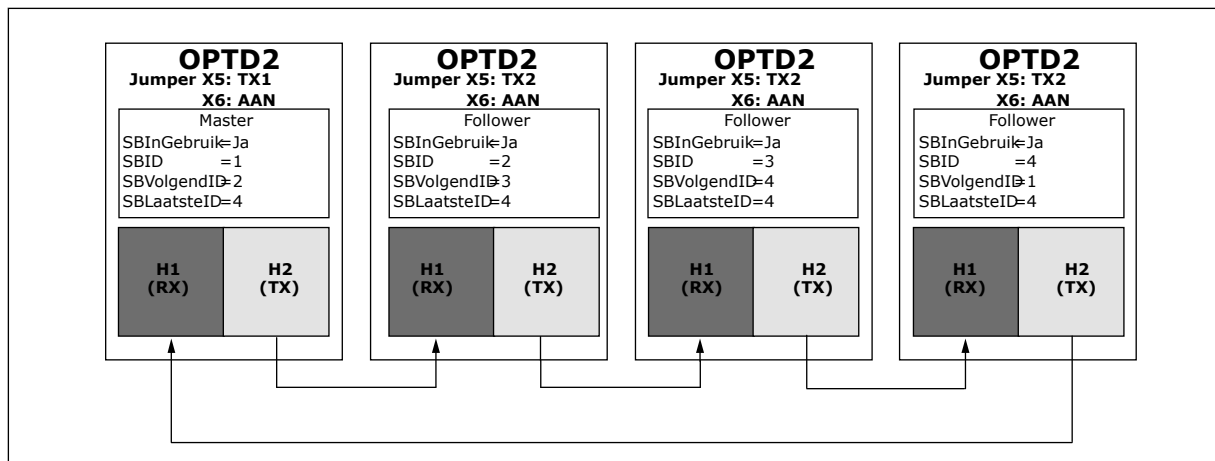 OPTD2
Jumper X5: TX1
X6: AAN
Master
SBInGebruik=Ja
SBID =1
SBVolgendID=2
SBLaatsteID=4
H1
(RX)
H2
(TX)
OPTD2
Jumper X5: TX2
X6: AAN
Follower
SBInGebruik=Ja
SBID =2
SBVolgendID=3
SBLaatsteID=4
H1
(RX)
H2
(TX)
OPTD2
Jumper X5: TX2
X6: AAN
Follower
SBInGebruik=Ja
SBID =3
SBVolgendID=4
SBLaatsteID=4
H1
(RX)
H2
(TX)
OPTD2
Jumper X5: TX2
X6: AAN
Follower
SBInGebruik=Ja
SBID =4
SBVolgendID=1
SBLaatsteID=4
H1
(RX)
H2
(TX)